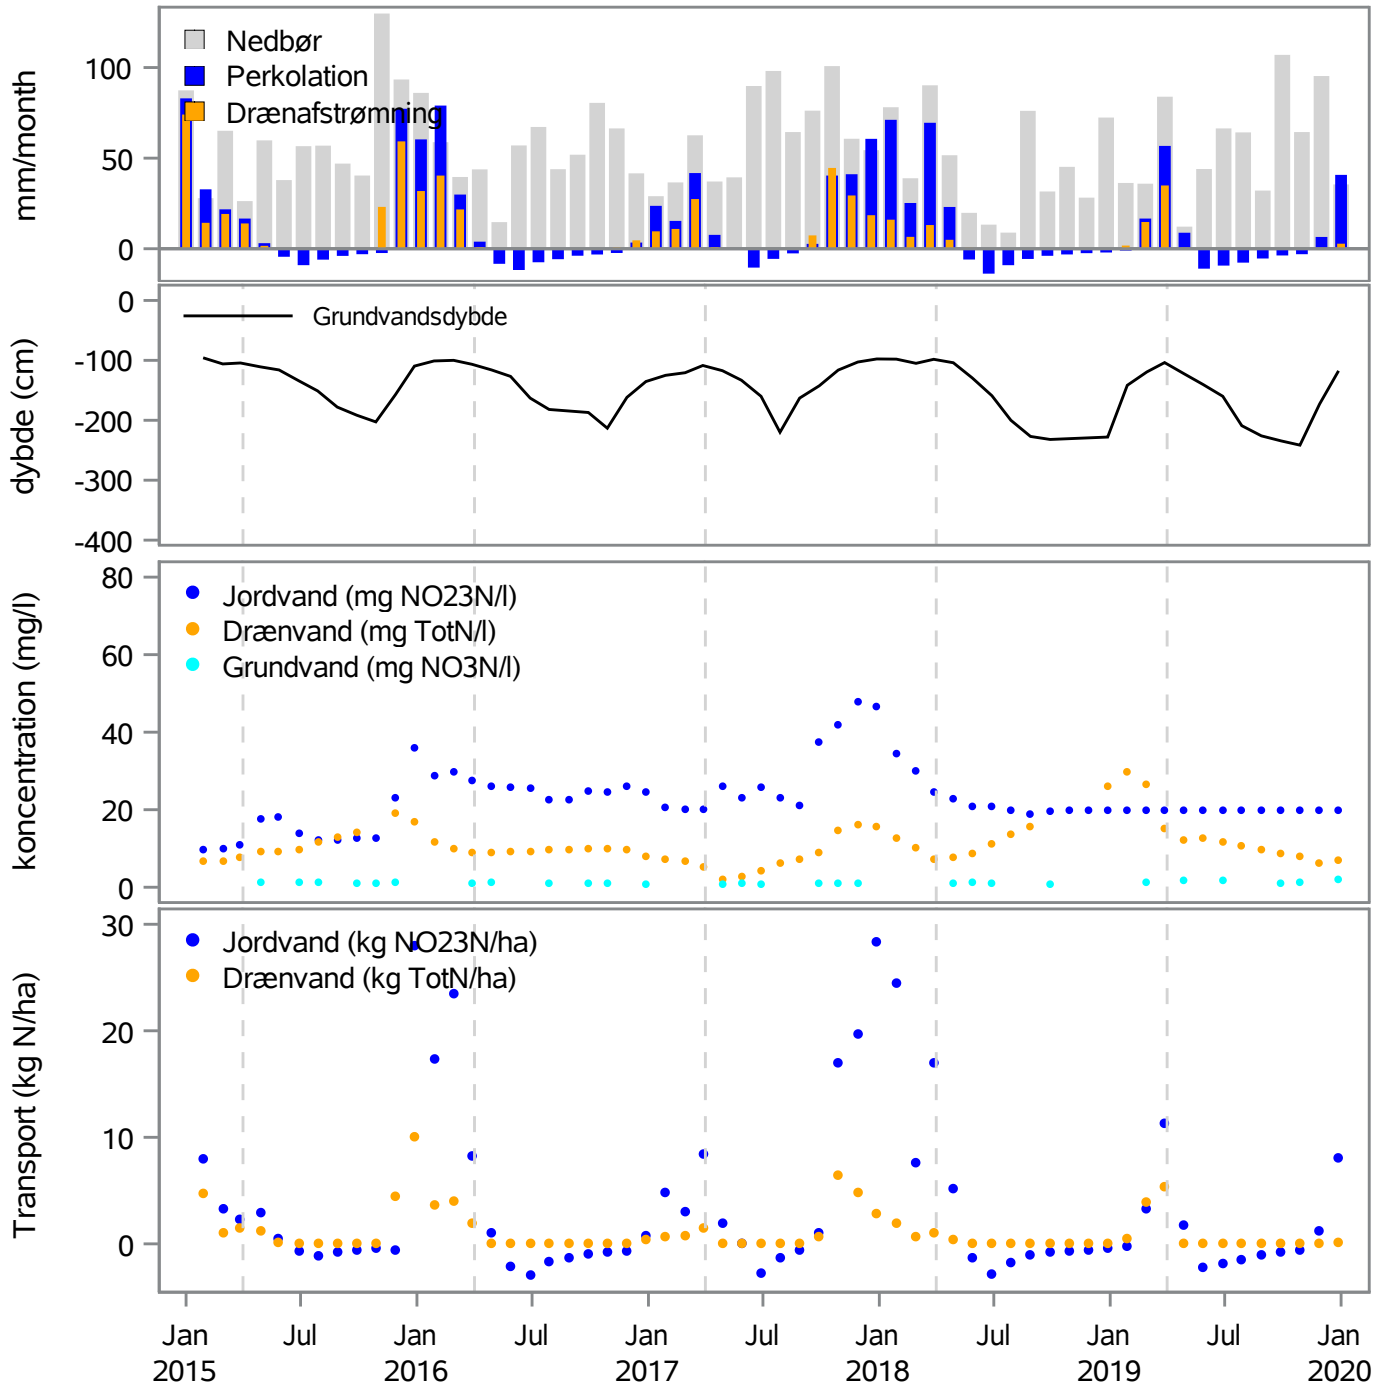 mm/month
100
50
0
Nedbør
Perkolation
Drænafstrømning
dybde (cm)
0
-100
-200
-300
-400
Grundvandsdybde
koncentration (mg/l)
80
60
40
20
0
Jordvand (mg NO23N/l)
Drænvand (mg TotN/l)
Grundvand (mg NO3N/l)
Transport (kg N/ha)
30
20
10
0
Jordvand (kg NO23N/ha)
Drænvand (kg TotN/ha)
Jan Jul Jan Jul Jan Jul Jan Jul Jan Jul Jan
2015 2016 2017 2018 2019 2020